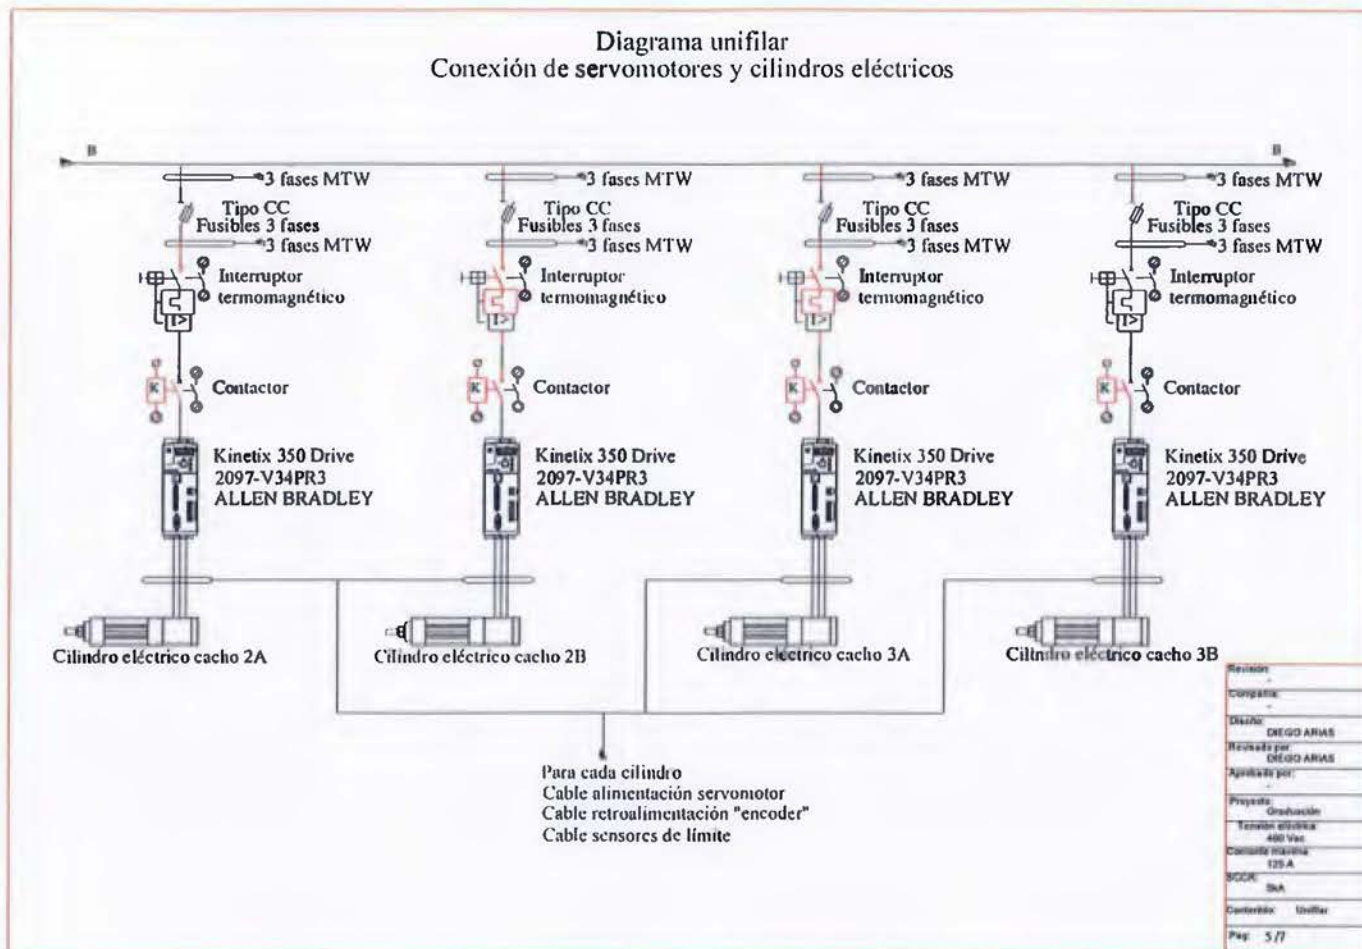 Diagrama unifilar
Conexión de servomotores y cilindros eléctricos
B
B
3 fases MTW
3 fases MTW
3 fases MTW
3 fases MTW
Tipo CC
Fusibles 3 fases
Tipo CC
Fusibles 3 fases
Tipo CC
Fusibles 3 fases
Tipo CC
Fusibles 3 fases
3 fases MTW
3 fases MTW
3 fases MTW
3 fases MTW
Interruptor
termomagnético
Interruptor
termomagnético
Interruptor
termomagnético
Interruptor
termomagnético
I>
I>
I>
I>
K
Contactor
K
Contactor
K
Contactor
K
Contactor
Kinetix 350 Drive
2097-V34PR3
ALLEN BRADLEY
Kinetix 350 Drive
2097-V34PR3
ALLEN BRADLEY
Kinetix 350 Drive
2097-V34PR3
ALLEN BRADLEY
Kinetix 350 Drive
2097-V34PR3
ALLEN BRADLEY
Cilindro eléctrico cacho 2A
Cilindro eléctrico cacho 2B
Cilindro eléctrico cacho 3A
Cilindro eléctrico cacho 3B
Para cada cilindro
Cable alimentación servomotor
Cable retroalimentación "encoder"
Cable sensores de límite
Revisión:
-
Compañía:
-
Diseño:
DIEGO ARIAS
Revisado por:
DIEGO ARIAS
Aprobado por:
-
Proyecto:
Graduación
Tensión eléctrica:
460 Vac
Corriente máxima:
125 A
SCCR:
5kA
Contenido: Unifilar
Pag: 5/7